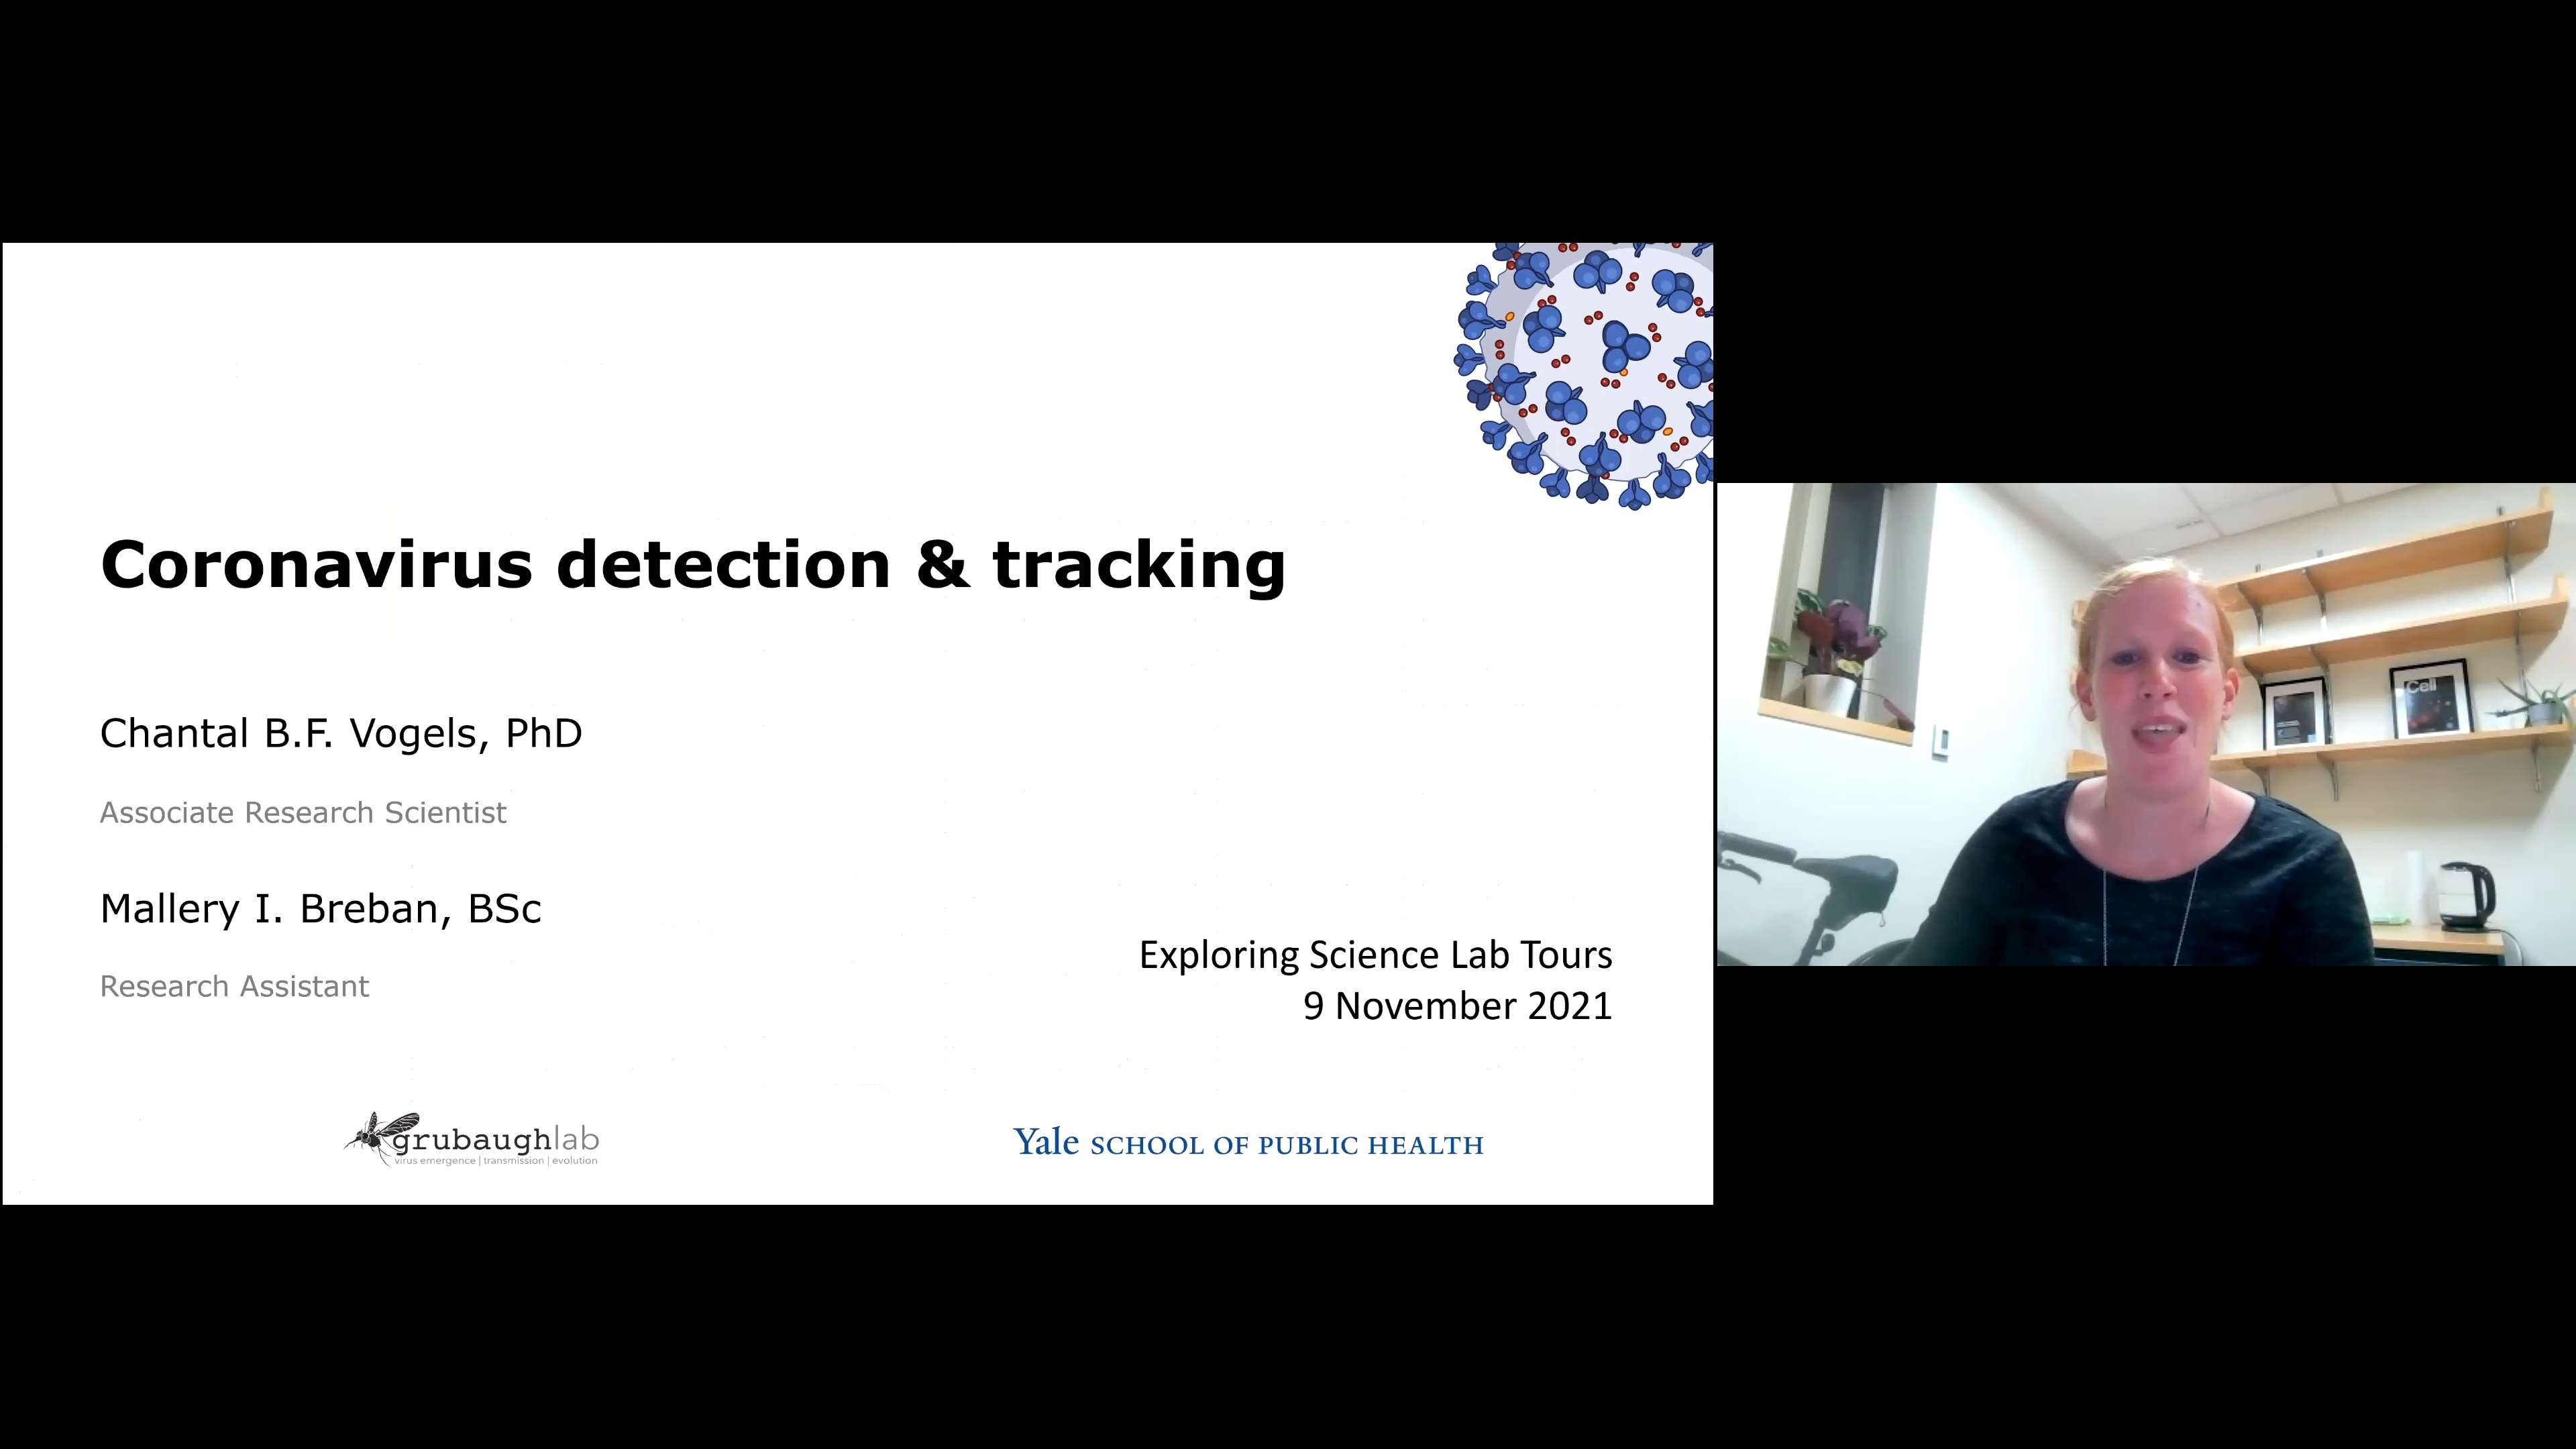 Coronavirus detection & tracking
Chantal B.F. Vogels, PhD
Associate Research Scientist
Mallery I. Breban, BSc
Research Assistant
Exploring Science Lab Tours
9 November 2021
grubaughlab
virus emergence | transmission | evolution
Yale SCHOOL OF PUBLIC HEALTH
Cell